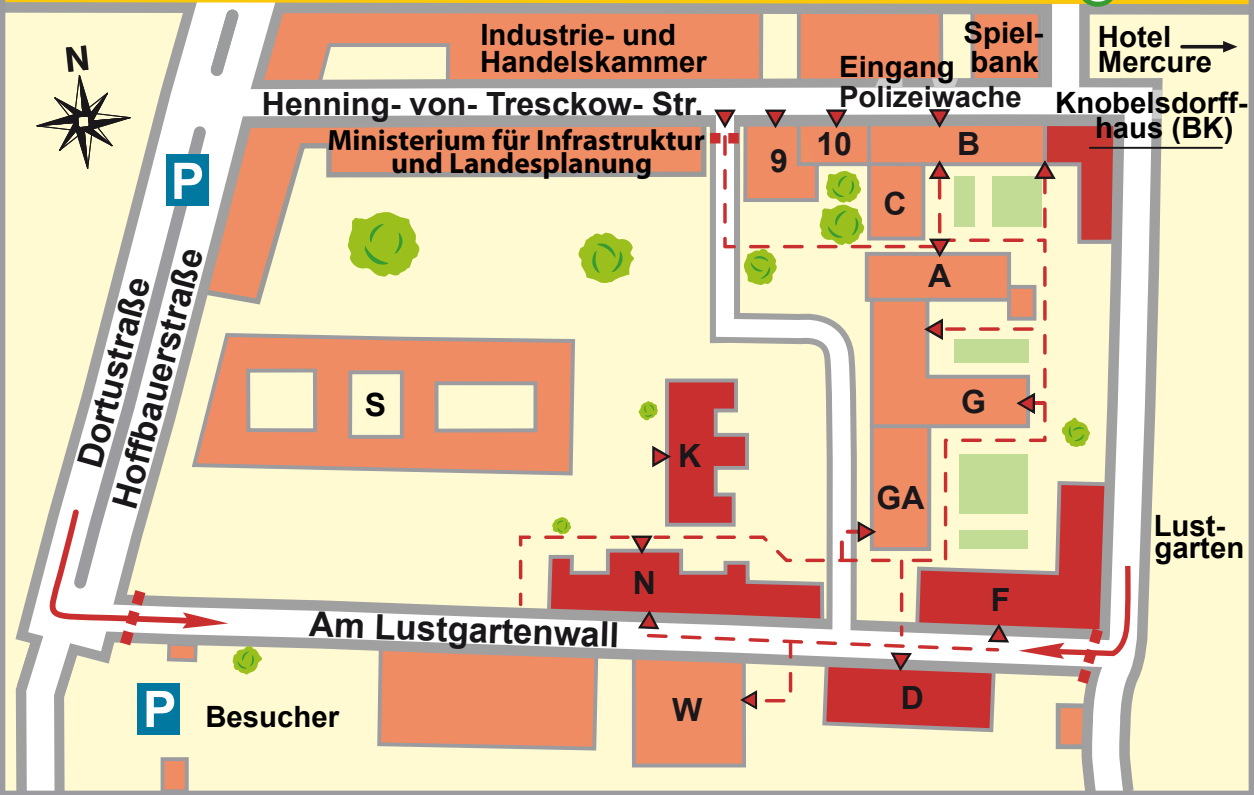 N
Industrie- und
Handelskammer
Spiel-
bank
Hotel
Mercure
Eingang
Polizeiwache
Henning- von- Tresckow- Str.
Knobelsdorff-
haus (BK)
Ministerium für Infrastruktur
und Landesplanung
9
10
B
P
C
A
Dortustraße
Hoffbauerstraße
S
G
K
GA
Lust-
garten
N
F
Am Lustgartenwall
P
Besucher
W
D